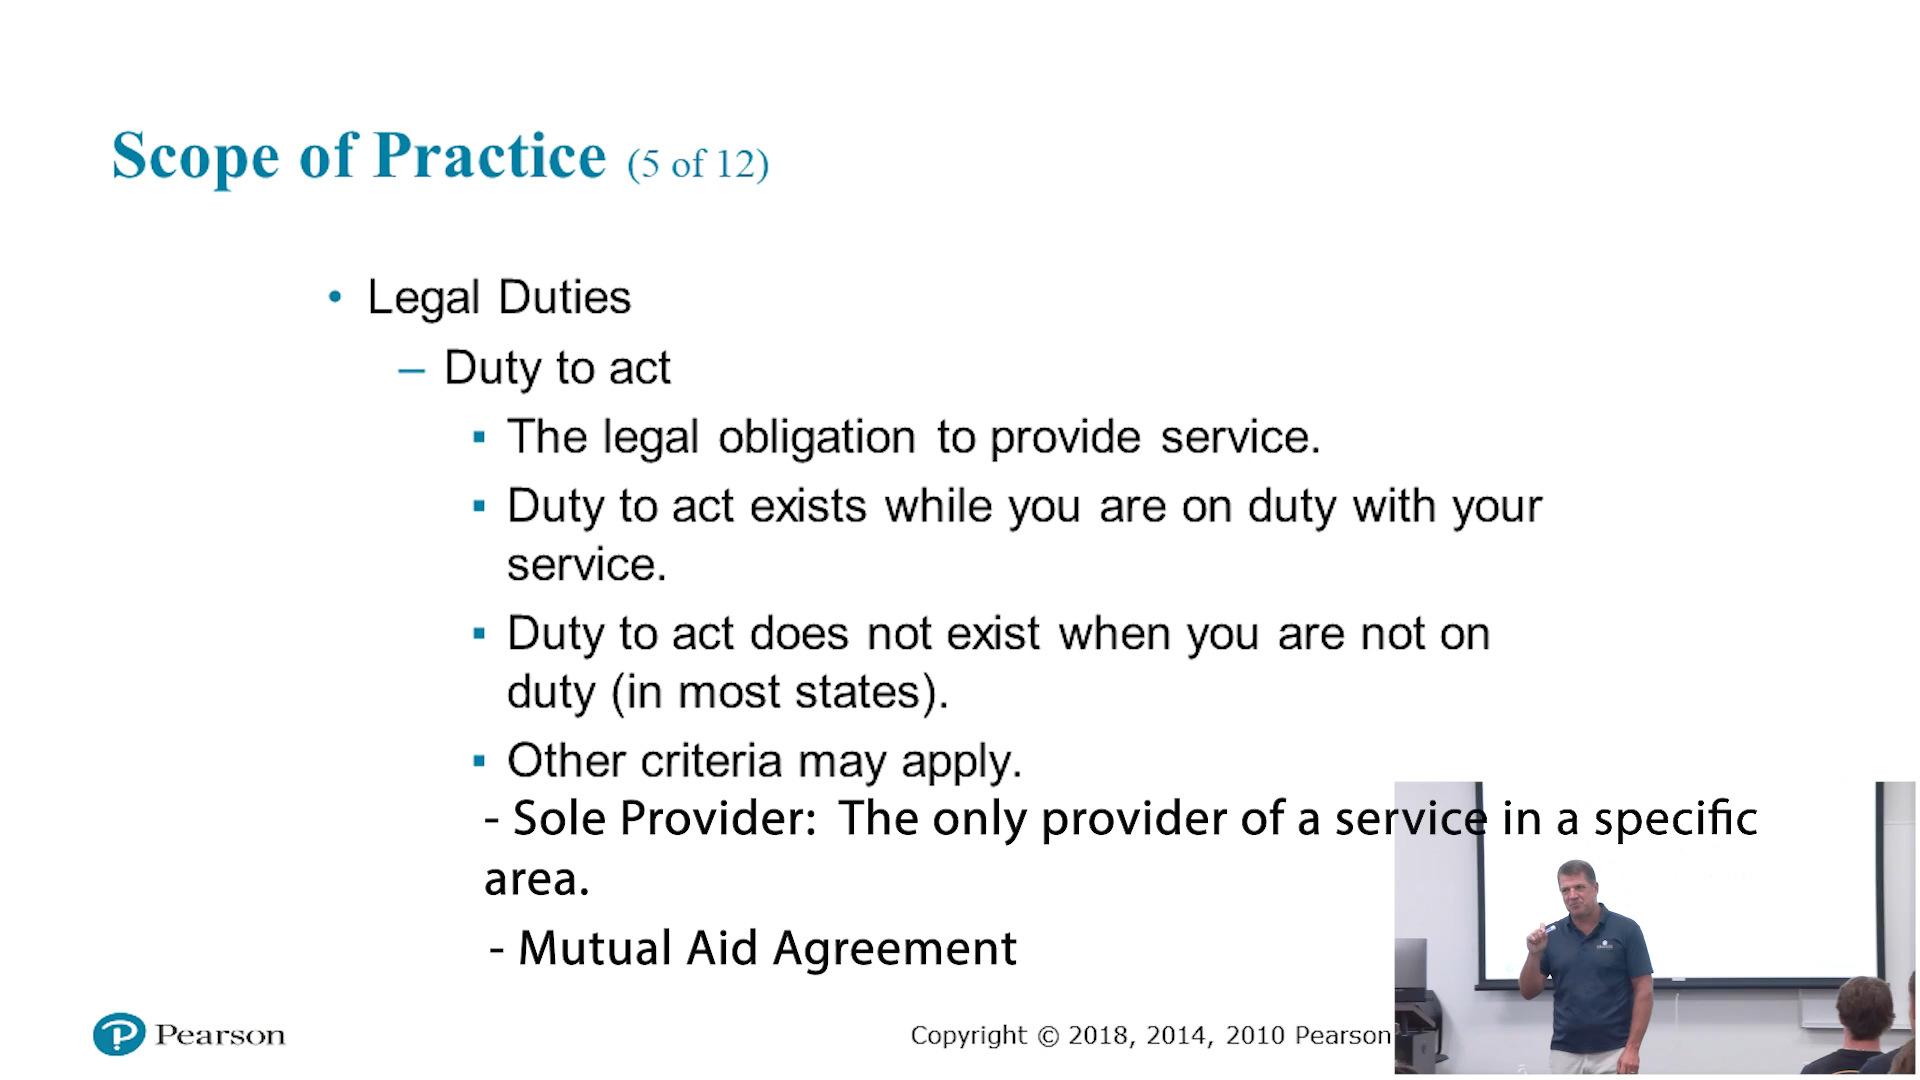 Scope of Practice (5 of 12)
• Legal Duties
– Duty to act
▪ The legal obligation to provide service.
▪ Duty to act exists while you are on duty with your
service.
▪ Duty to act does not exist when you are not on
duty (in most states).
▪ Other criteria may apply.
- Sole Provider: The only provider of a service in a specific
area.
- Mutual Aid Agreement
Pearson
Copyright © 2018, 2014, 2010 Pearson